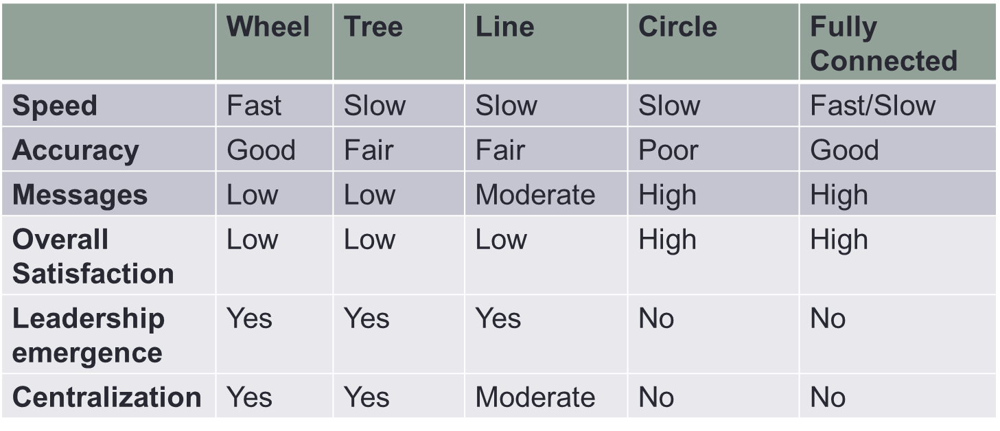 Wheel Tree Line Circle Fully
Connected
Speed Fast Slow Slow Slow Fast/Slow
Accuracy Good Fair Fair Poor Good
Messages Low Low Moderate High High
Overall Low Low Low High High
Satisfaction
Leadership Yes Yes Yes No No
emergence
Centralization Yes Yes Moderate No No